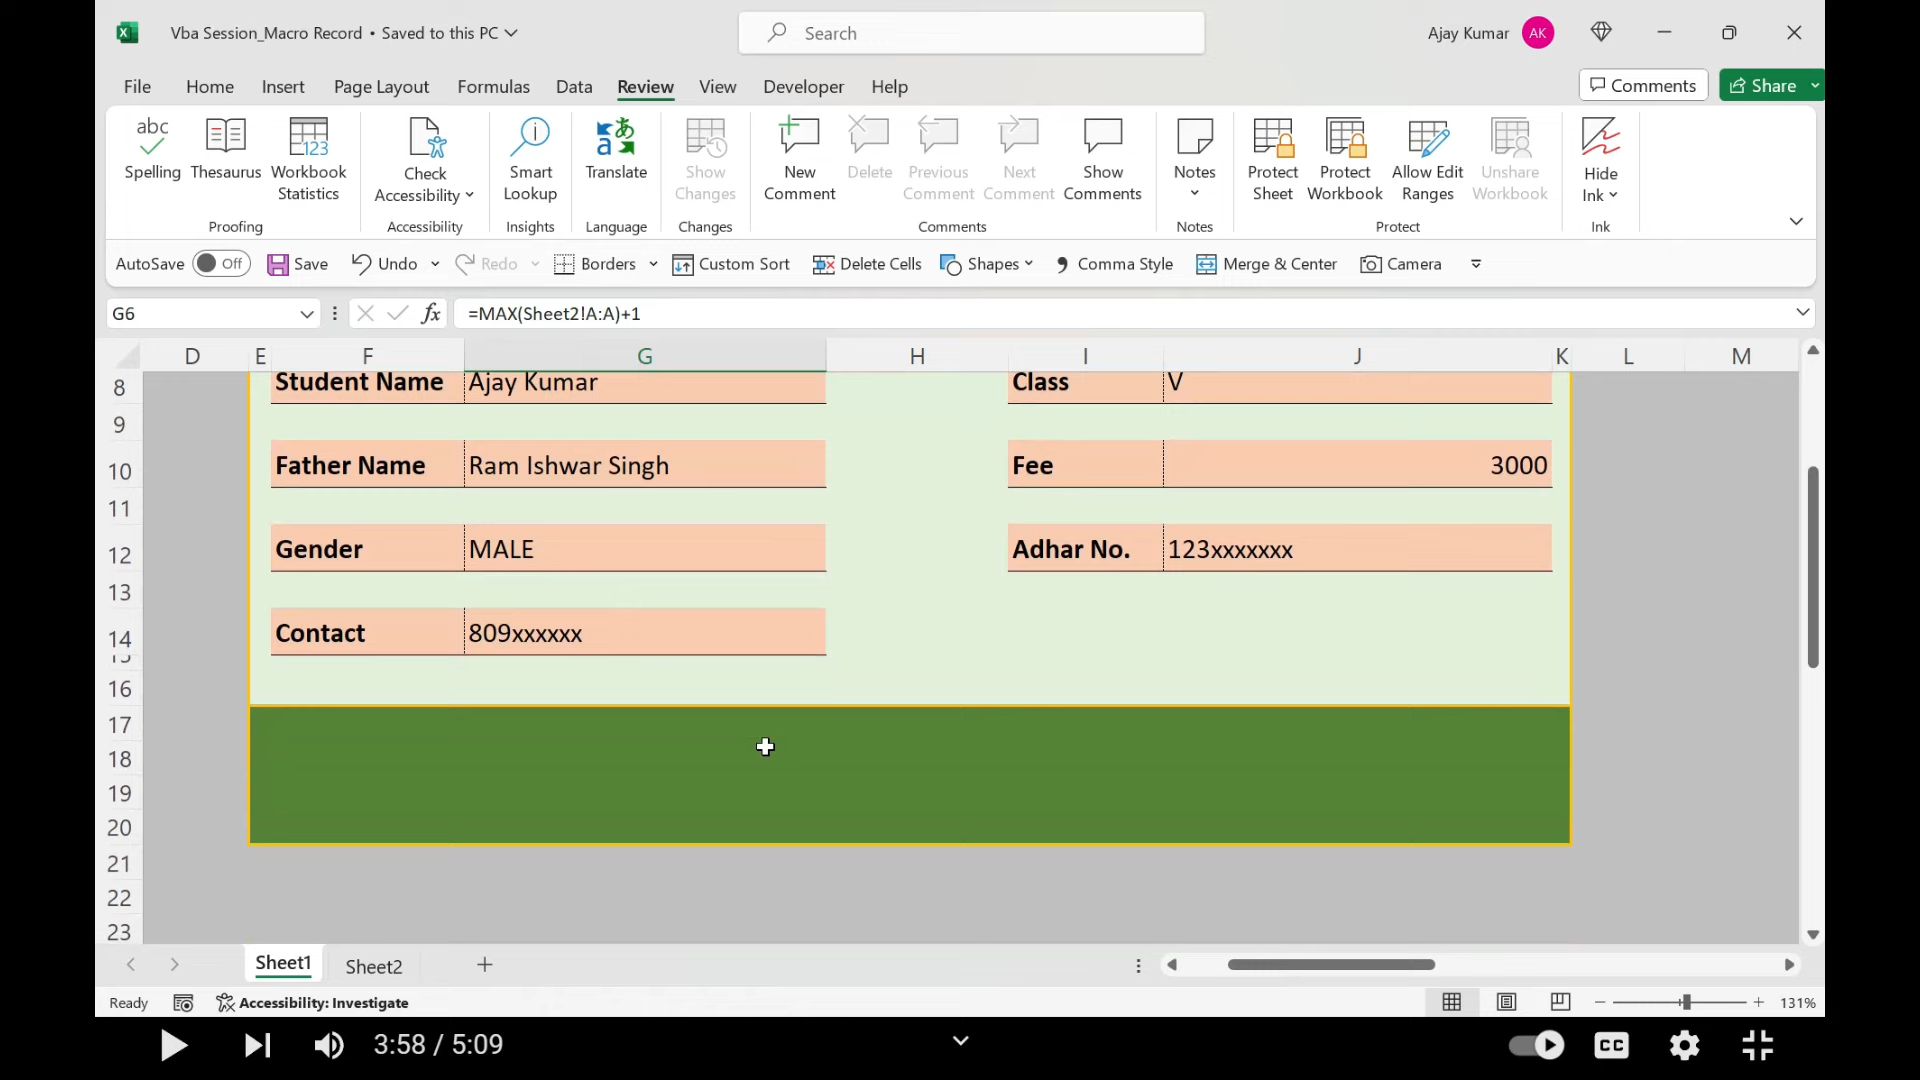 Vba Session_Macro Record • Saved to this PC
Search
Ajay Kumar AK
File Home Insert Page Layout Formulas Data Review View Developer Help
Comments Share
abc
Spelling
Thesaurus
123
Workbook
Statistics
Proofing
Check
Accessibility
Accessibility
Smart
Lookup
Insights
aあ
Translate
Language
Show
Changes
Changes
New
Comment
Delete
Previous
Comment
Next
Comment
Show
Comments
Comments
Notes
Notes
Protect
Sheet
Protect
Workbook
Allow Edit
Ranges
Unshare
Workbook
Protect
Hide
Ink
Ink
AutoSave Off Save Undo Redo Borders Custom Sort Delete Cells Shapes Comma Style Merge & Center Camera
G6 fx =MAX(Sheet2!A:A)+1
D E F G H I J K L M
8 Student Name Ajay Kumar Class V
9
10 Father Name Ram Ishwar Singh Fee 3000
11
12 Gender MALE Adhar No. 123xxxxxxx
13
14 Contact 809xxxxxx
15
16
17
18
19
20
21
22
23
Sheet1 Sheet2
Ready Accessibility: Investigate 131%
3:58 / 5:09 CC